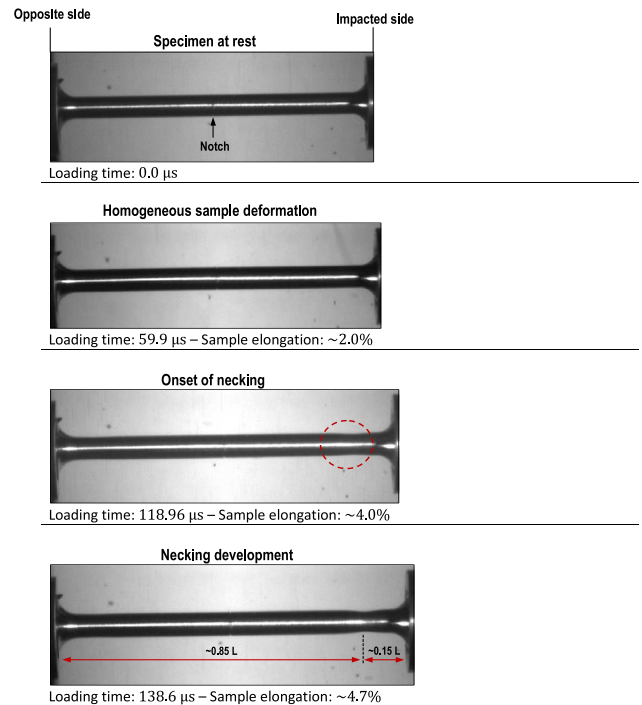 Opposite side
Impacted side
Specimen at rest
Notch
Loading time: 0.0 μs
Homogeneous sample deformation
Loading time: 59.9 μs – Sample elongation: ~2.0%
Onset of necking
Loading time: 118.96 μs – Sample elongation: ~4.0%
Necking development
~0.85 L
~0.15 L
Loading time: 138.6 μs – Sample elongation: ~4.7%